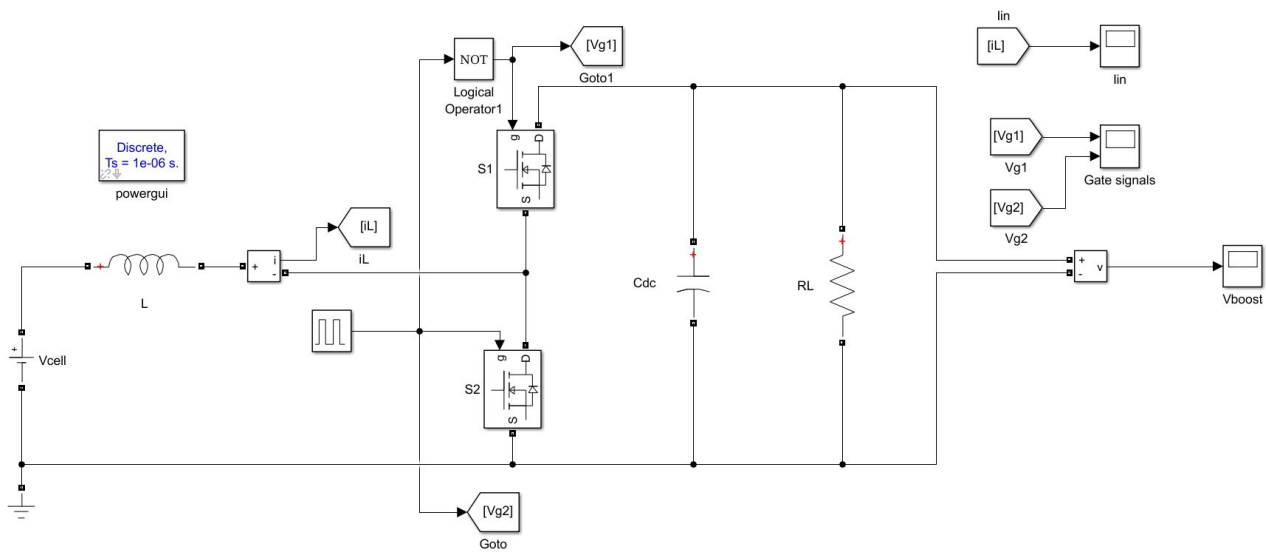 Iin
[iL]
Iin
NOT
[Vg1]
Goto1
Logical
Operator1
g
D
S1
S
Discrete,
Ts = 1e-06 s.
powergui
[Vg1]
Vg1
Gate signals
[Vg2]
Vg2
[iL]
iL
+
i
-
L
Cdc
+
RL
+
+
-
v
Vboost
+
Vcell
g
D
S2
S
[Vg2]
Goto